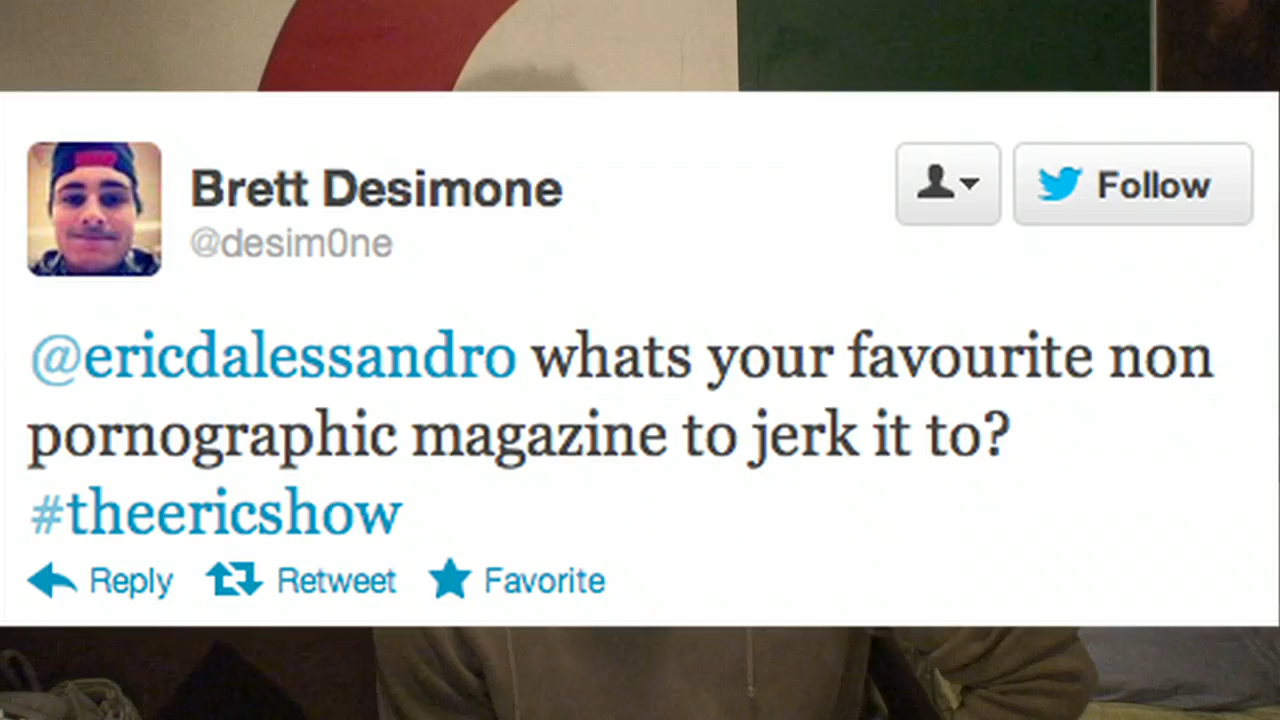 Brett Desimone
@desim0ne
Follow
@ericdalessandro whats your favourite non
pornographic magazine to jerk it to?
#theericshow
Reply Retweet Favorite